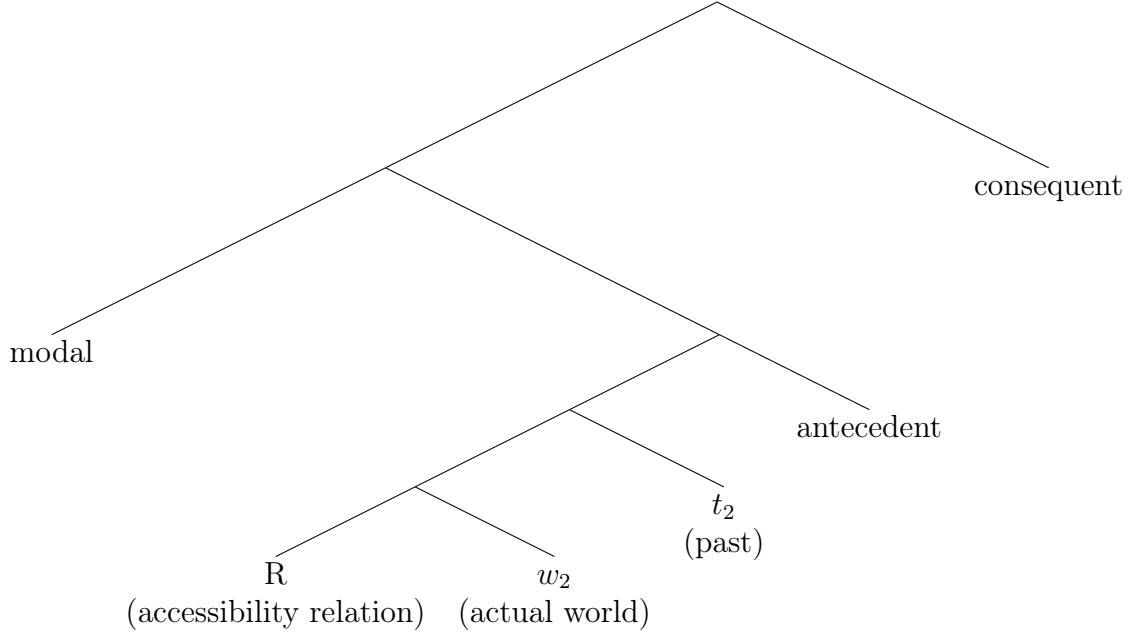 consequent
modal
antecedent
t₂
(past)
R
(accessibility relation)
w₂
(actual world)